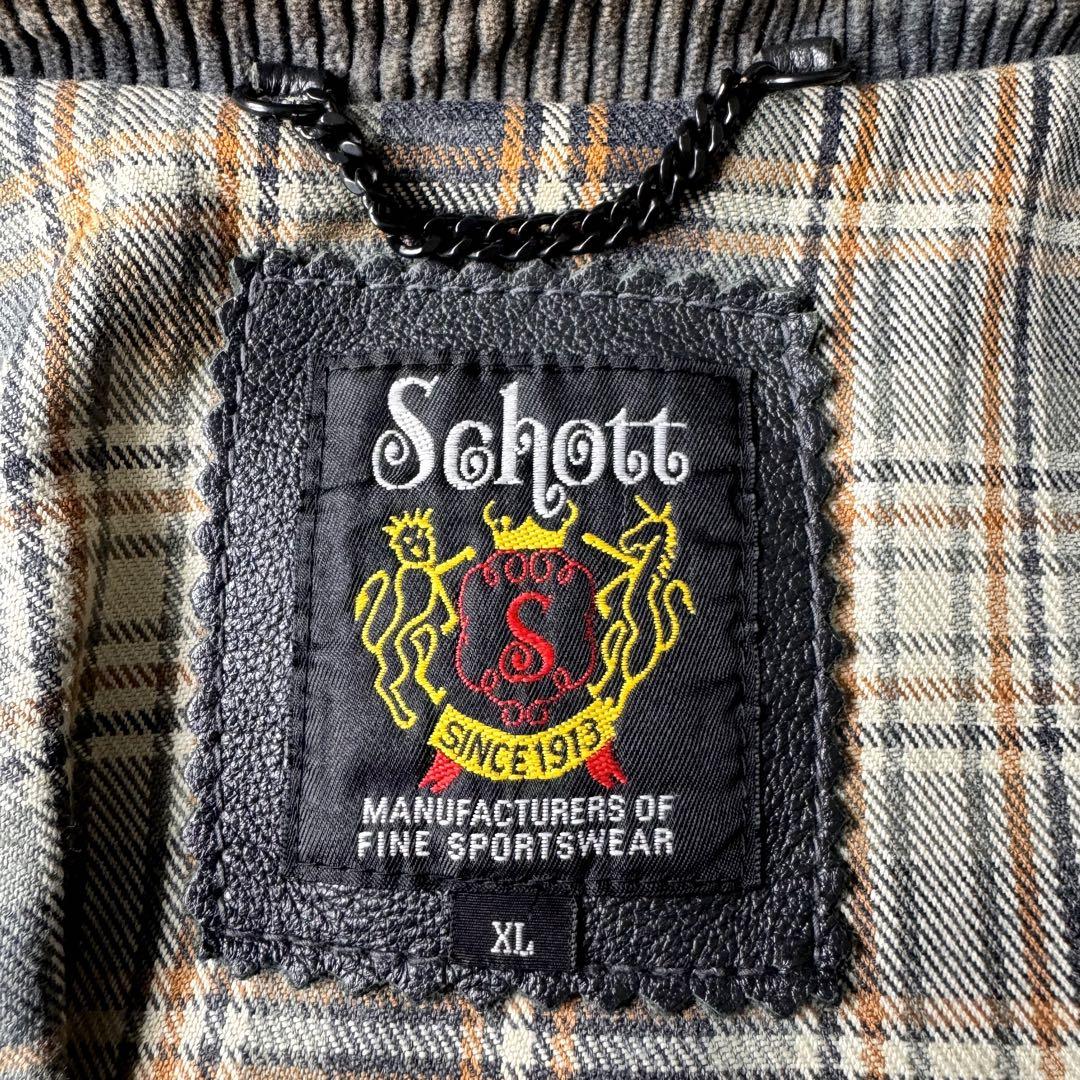 Schott
S
SINCE 1913
MANUFACTURERS OF
FINE SPORTSWEAR
XL